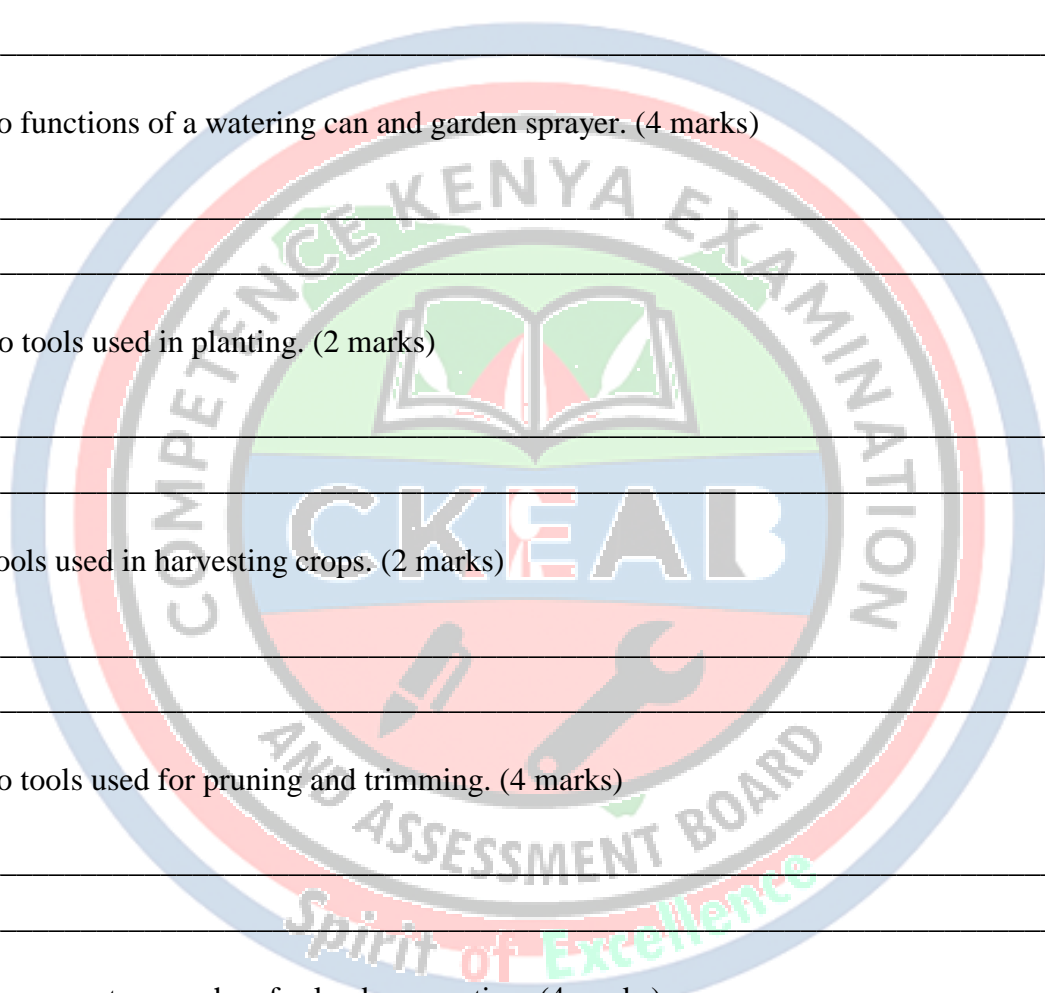 o functions of a watering can and garden sprayer. (4 marks)
COMPETENCE KENYA EXAMINATION
o tools used in planting. (2 marks)
CKEAB
ools used in harvesting crops. (2 marks)
o tools used for pruning and trimming. (4 marks)
AND ASSESSMENT BOARD
Spirit of Excellence